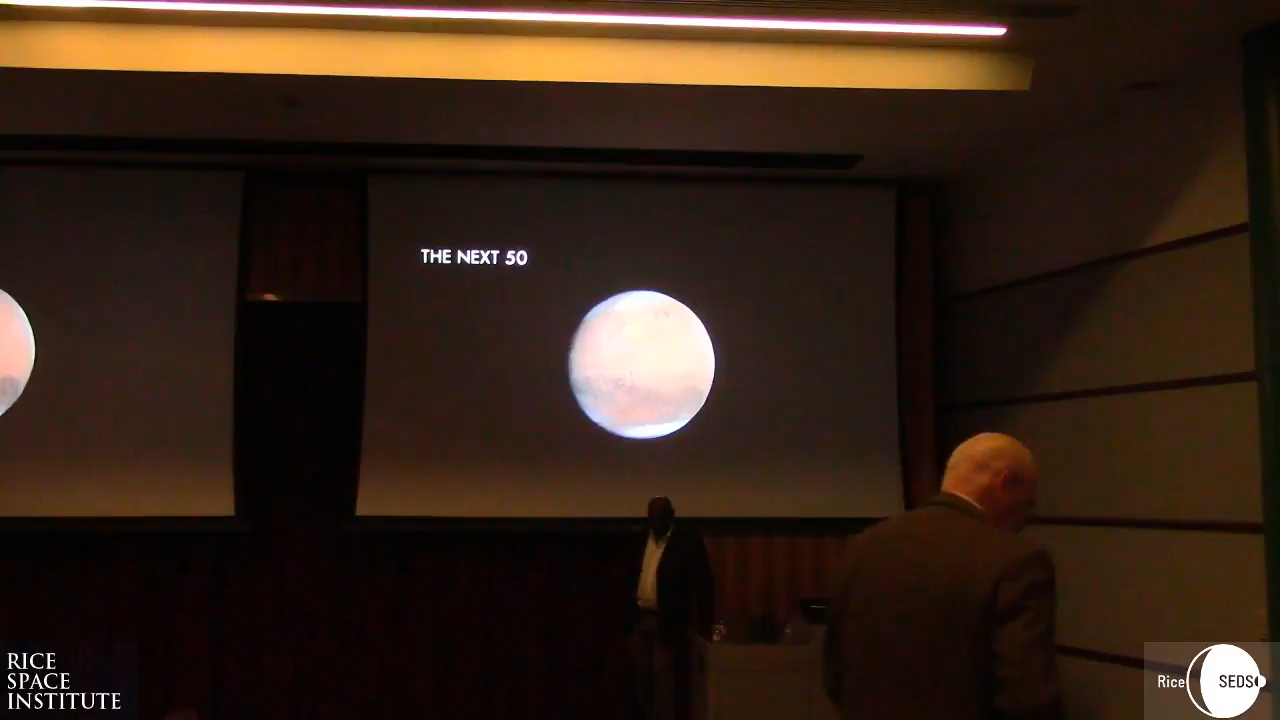 THE NEXT 50
RICE
SPACE
INSTITUTE
Rice SEDS